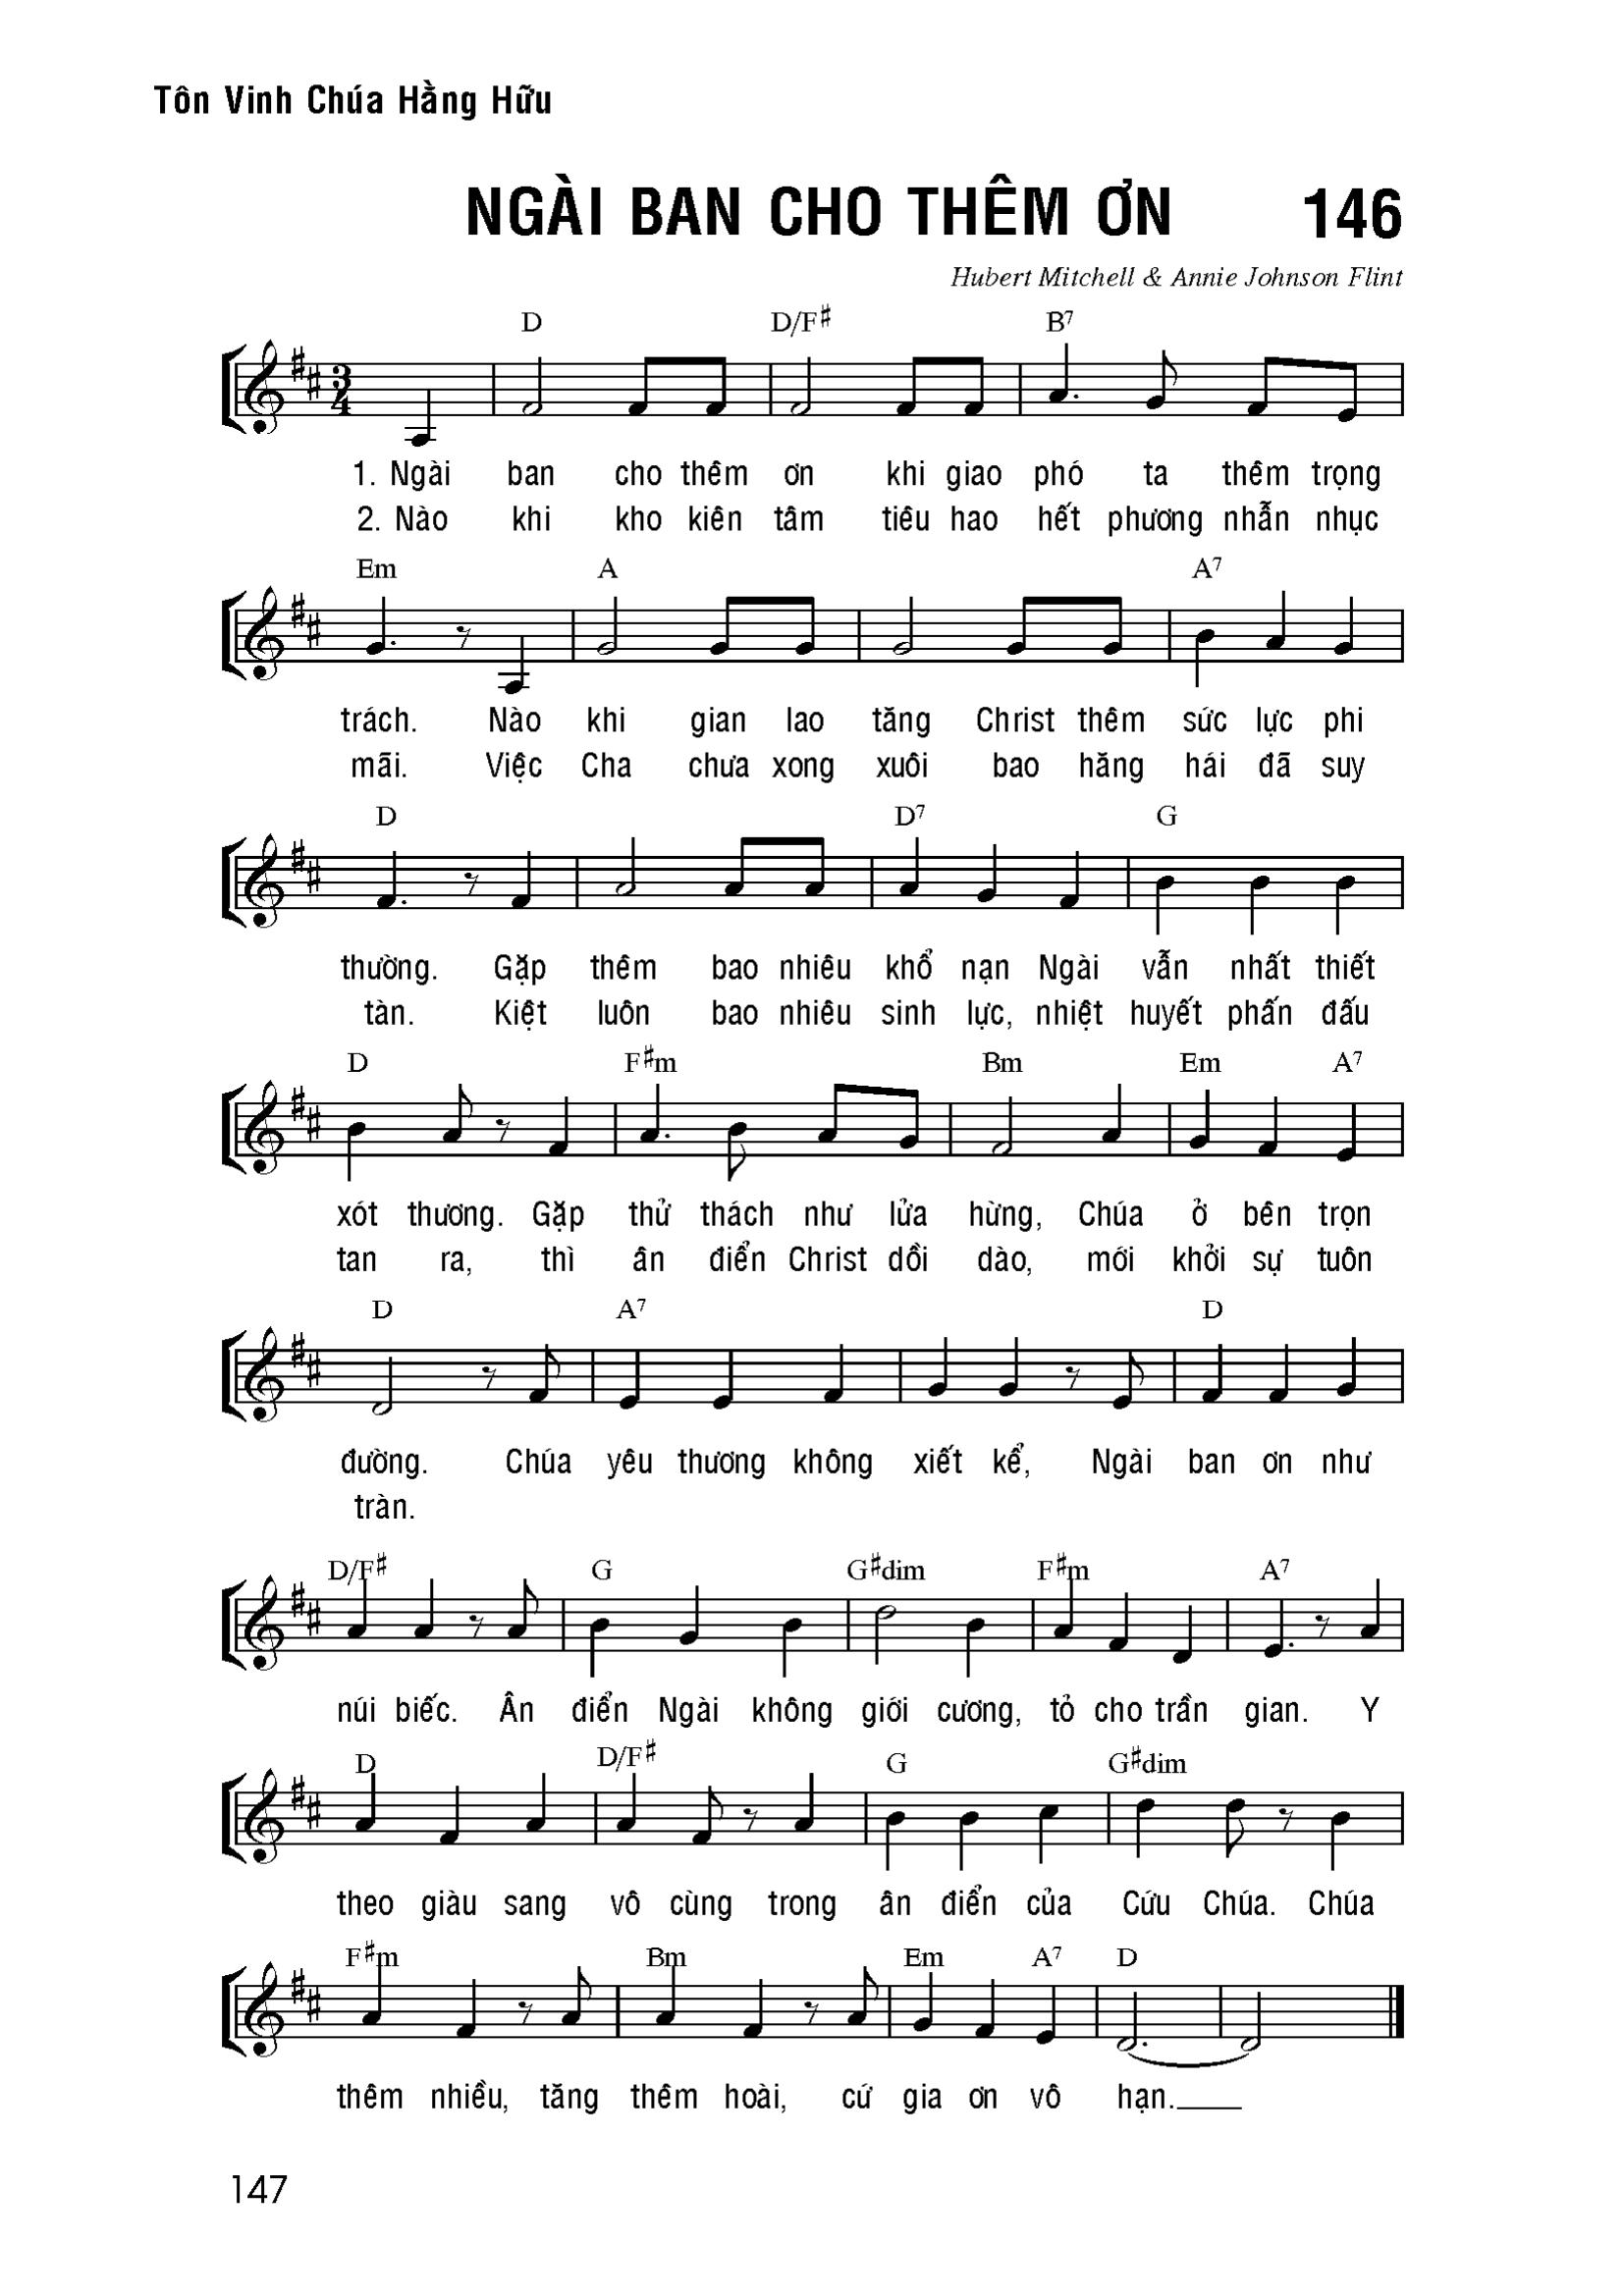 Tôn Vinh Chúa Hằng Hữu
NGÀI BAN CHO THÊM ƠN 146
Hubert Mitchell & Annie Johnson Flint
D D/F♯ B7
3
4
1. Ngài ban cho thêm ơn khi giao phó ta thêm trọng
2. Nào khi kho kiên tâm tiêu hao hết phương nhẫn nhục
Em A A7
trách. Nào khi gian lao tăng Christ thêm sức lực phi
mãi. Việc Cha chưa xong xuôi bao hăng hái đã suy
D D7 G
thường. Gặp thêm bao nhiêu khổ nạn Ngài vẫn nhất thiết
tàn. Kiệt luôn bao nhiêu sinh lực, nhiệt huyết phấn đấu
D F♯m Bm Em A7
xót thương. Gặp thử thách như lửa hừng, Chúa ở bên trọn
tan ra, thì ân điển Christ dồi dào, mới khởi sự tuôn
D A7 D
đường. Chúa yêu thương không xiết kể, Ngài ban ơn như
tràn.
D/F♯ G G♯dim F♯m A7
núi biếc. Ân điển Ngài không giới cương, tỏ cho trần gian. Y
D D/F♯ G G♯dim
theo giàu sang vô cùng trong ân điển của Cứu Chúa. Chúa
F♯m Bm Em A7 D
thêm nhiều, tăng thêm hoài, cứ gia ơn vô hạn.
147